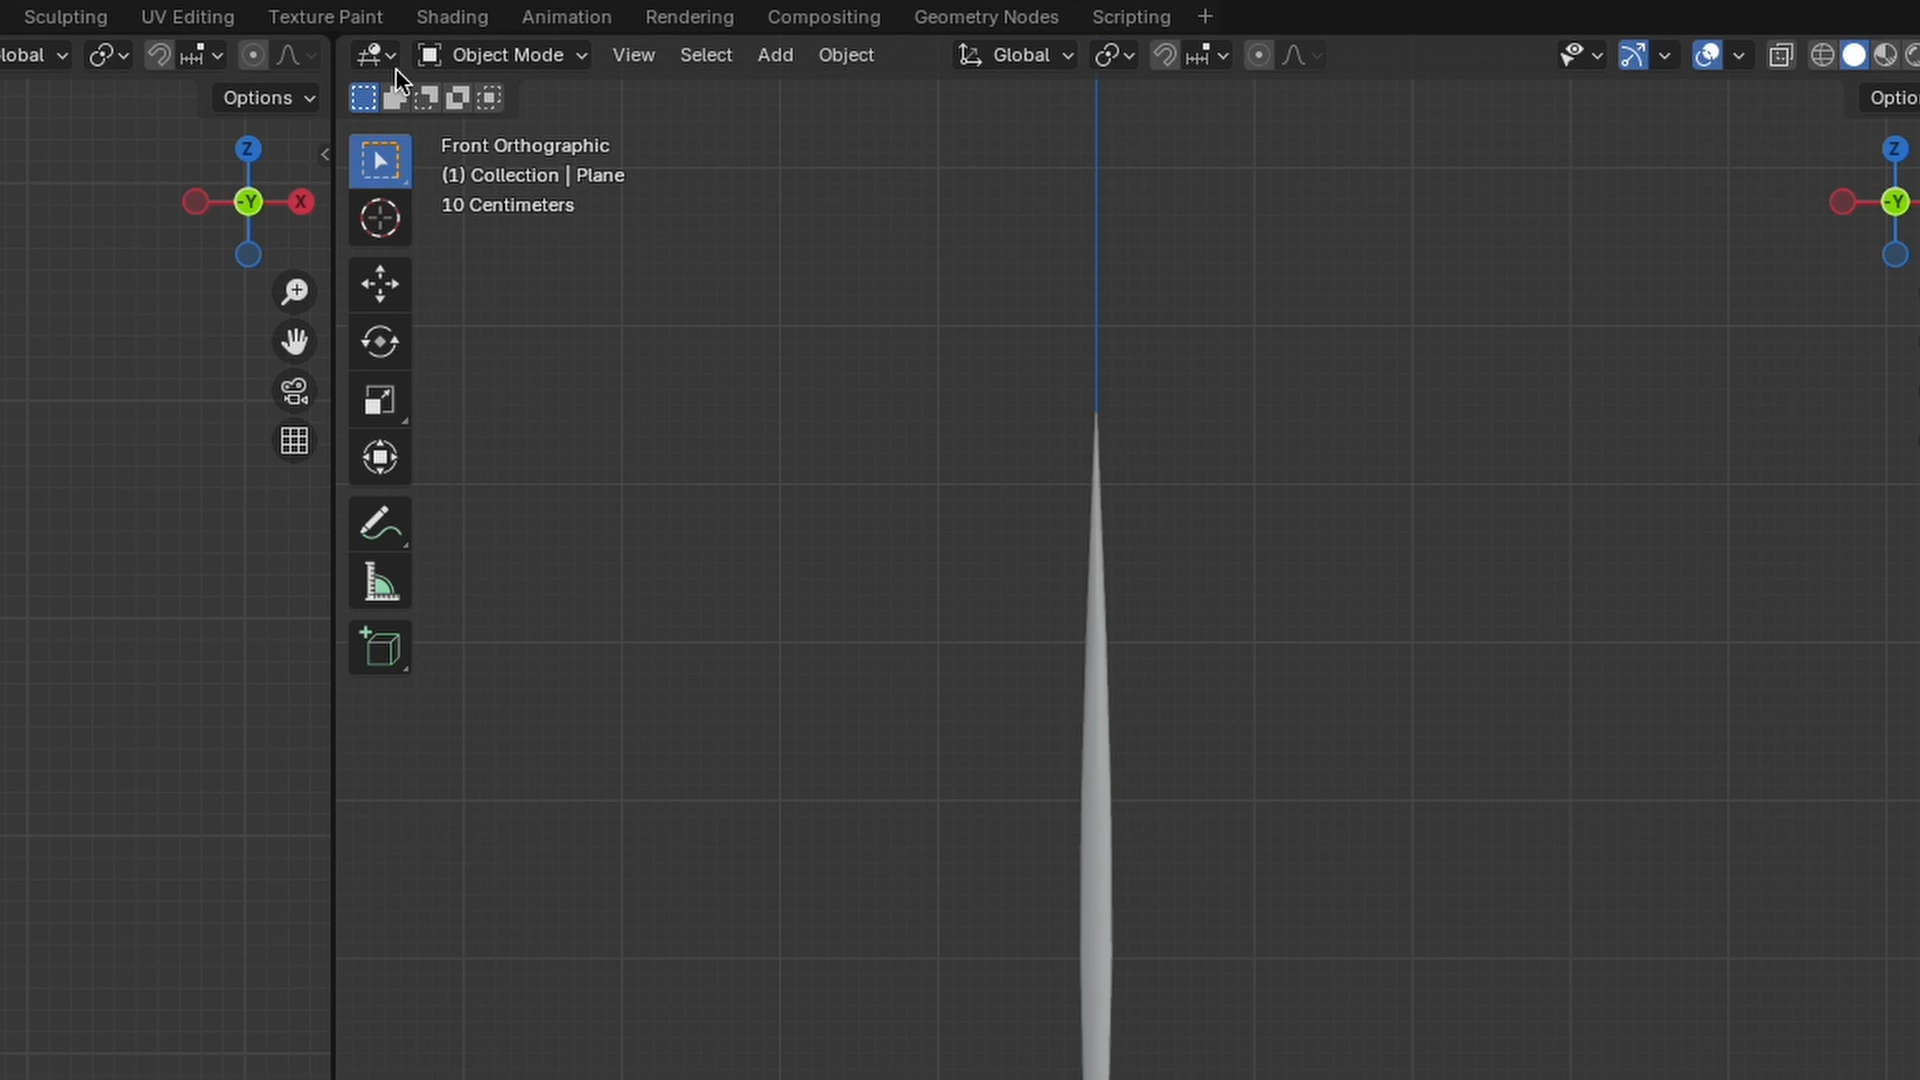 Sculpting UV Editing Texture Paint Shading Animation Rendering Compositing Geometry Nodes Scripting +
lobal Object Mode View Select Add Object Global
Options Optio
Z Z
-Y X -Y
Front Orthographic
(1) Collection | Plane
10 Centimeters